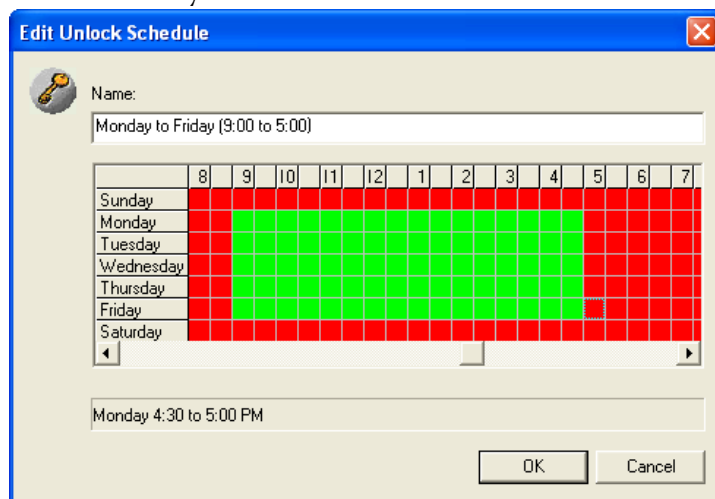 Edit Unlock Schedule
Name:
Monday to Friday (9:00 to 5:00)
8 9 10 11 12 1 2 3 4 5 6 7
Sunday
Monday
Tuesday
Wednesday
Thursday
Friday
Saturday
Monday 4:30 to 5:00 PM
OK Cancel